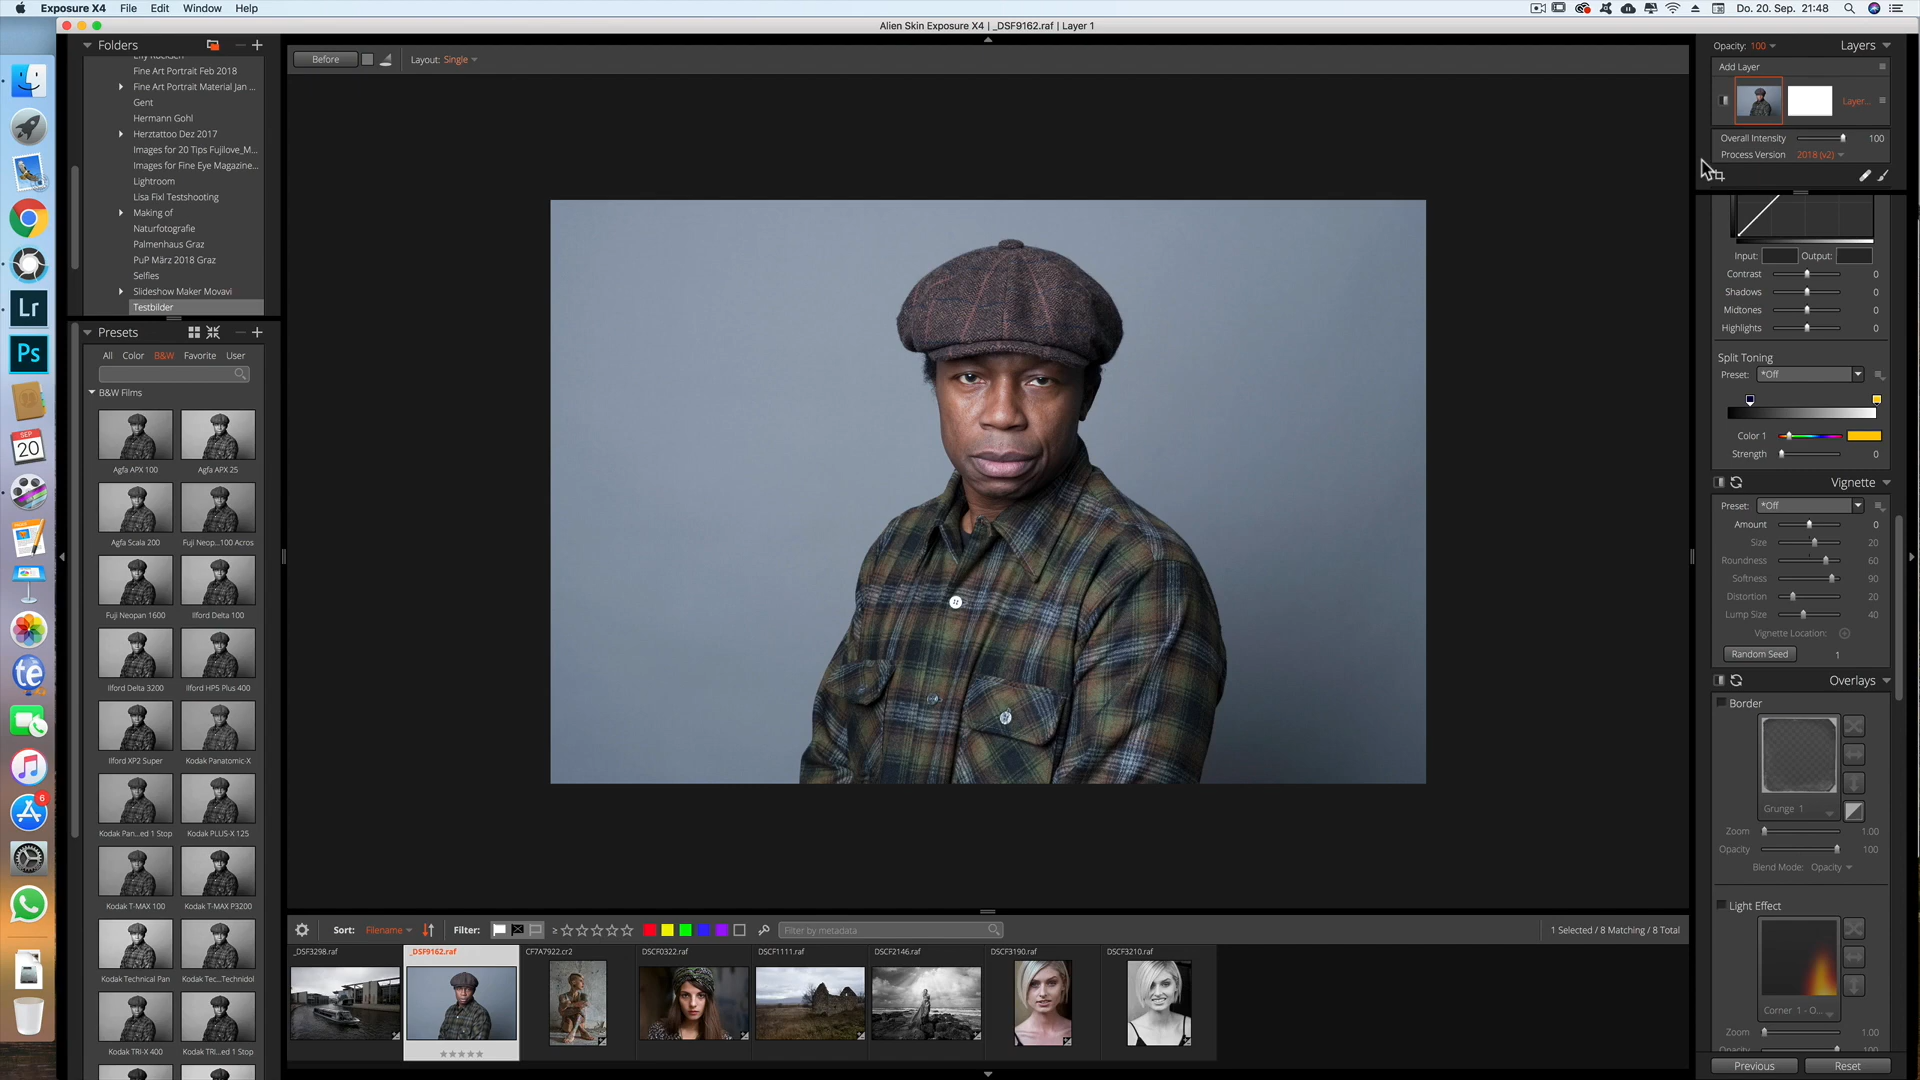 Exposure X4 File Edit Window Help
Do. 20. Sep. 21:48
Alien Skin Exposure X4 | _DSF9162.raf | Layer 1
Folders
Fine Art Portrait Feb 2018
Fine Art Portrait Material Jan ...
Gent
Hermann Gohl
Herztattoo Dez 2017
Images for 20 Tips Fujilove_M...
Images for Fine Eye Magazine...
Lightroom
Lisa Fixl Testshooting
Making of
Naturfotografie
Palmenhaus Graz
PuP März 2018 Graz
Selfies
Slideshow Maker Movavi
Testbilder
Presets
All Color B&W Favorite User
B&W Films
Agfa APX 100 Agfa APX 25
Agfa Scala 200 Fuji Neop...100 Acros
Fuji Neopan 1600 Ilford Delta 100
Ilford Delta 3200 Ilford HP5 Plus 400
Ilford XP2 Super Kodak Panatomic-X
Kodak Pan...ed 1 Stop Kodak PLUS-X 125
Kodak T-MAX 100 Kodak T-MAX P3200
Kodak Technical Pan Kodak Tec...Technidol
Kodak TRI-X 400 Kodak TRI...ed 1 Stop
Lr
Ps
SEP
20
te
6
Before Layout: Single
Sort: Filename Filter: ≥ Filter by metadata 1 Selected / 8 Matching / 8 Total
_DSF3298.raf _DSF9162.raf CF7A7922.cr2 DSCF0322.raf DSCF1111.raf DSCF2146.raf DSCF3190.raf DSCF3210.raf
Opacity: 100 Layers
Add Layer
Layer...
Overall Intensity 100
Process Version 2018 (v2)
Input: Output:
Contrast 0
Shadows 0
Midtones 0
Highlights 0
Split Toning
Preset: *Off
Color 1
Strength 0
Vignette
Preset: *Off
Amount 0
Size 20
Roundness 60
Softness 90
Distortion 20
Lump Size 40
Vignette Location:
Random Seed 1
Overlays
Border
Grunge 1
Zoom 1.00
Opacity 100
Blend Mode: Opacity
Light Effect
Corner 1 - O...
Zoom 1.00
Opacity 100
Previous Reset